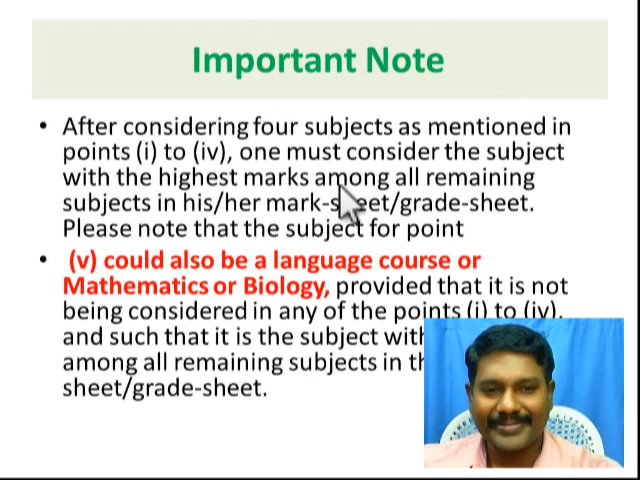 Important Note
• After considering four subjects as mentioned in
points (i) to (iv), one must consider the subject
with the highest marks among all remaining
subjects in his/her mark-sheet/grade-sheet.
Please note that the subject for point
• (v) could also be a language course or
Mathematics or Biology, provided that it is not
being considered in any of the points (i) to (iv),
and such that it is the subject with
among all remaining subjects in th
sheet/grade-sheet.